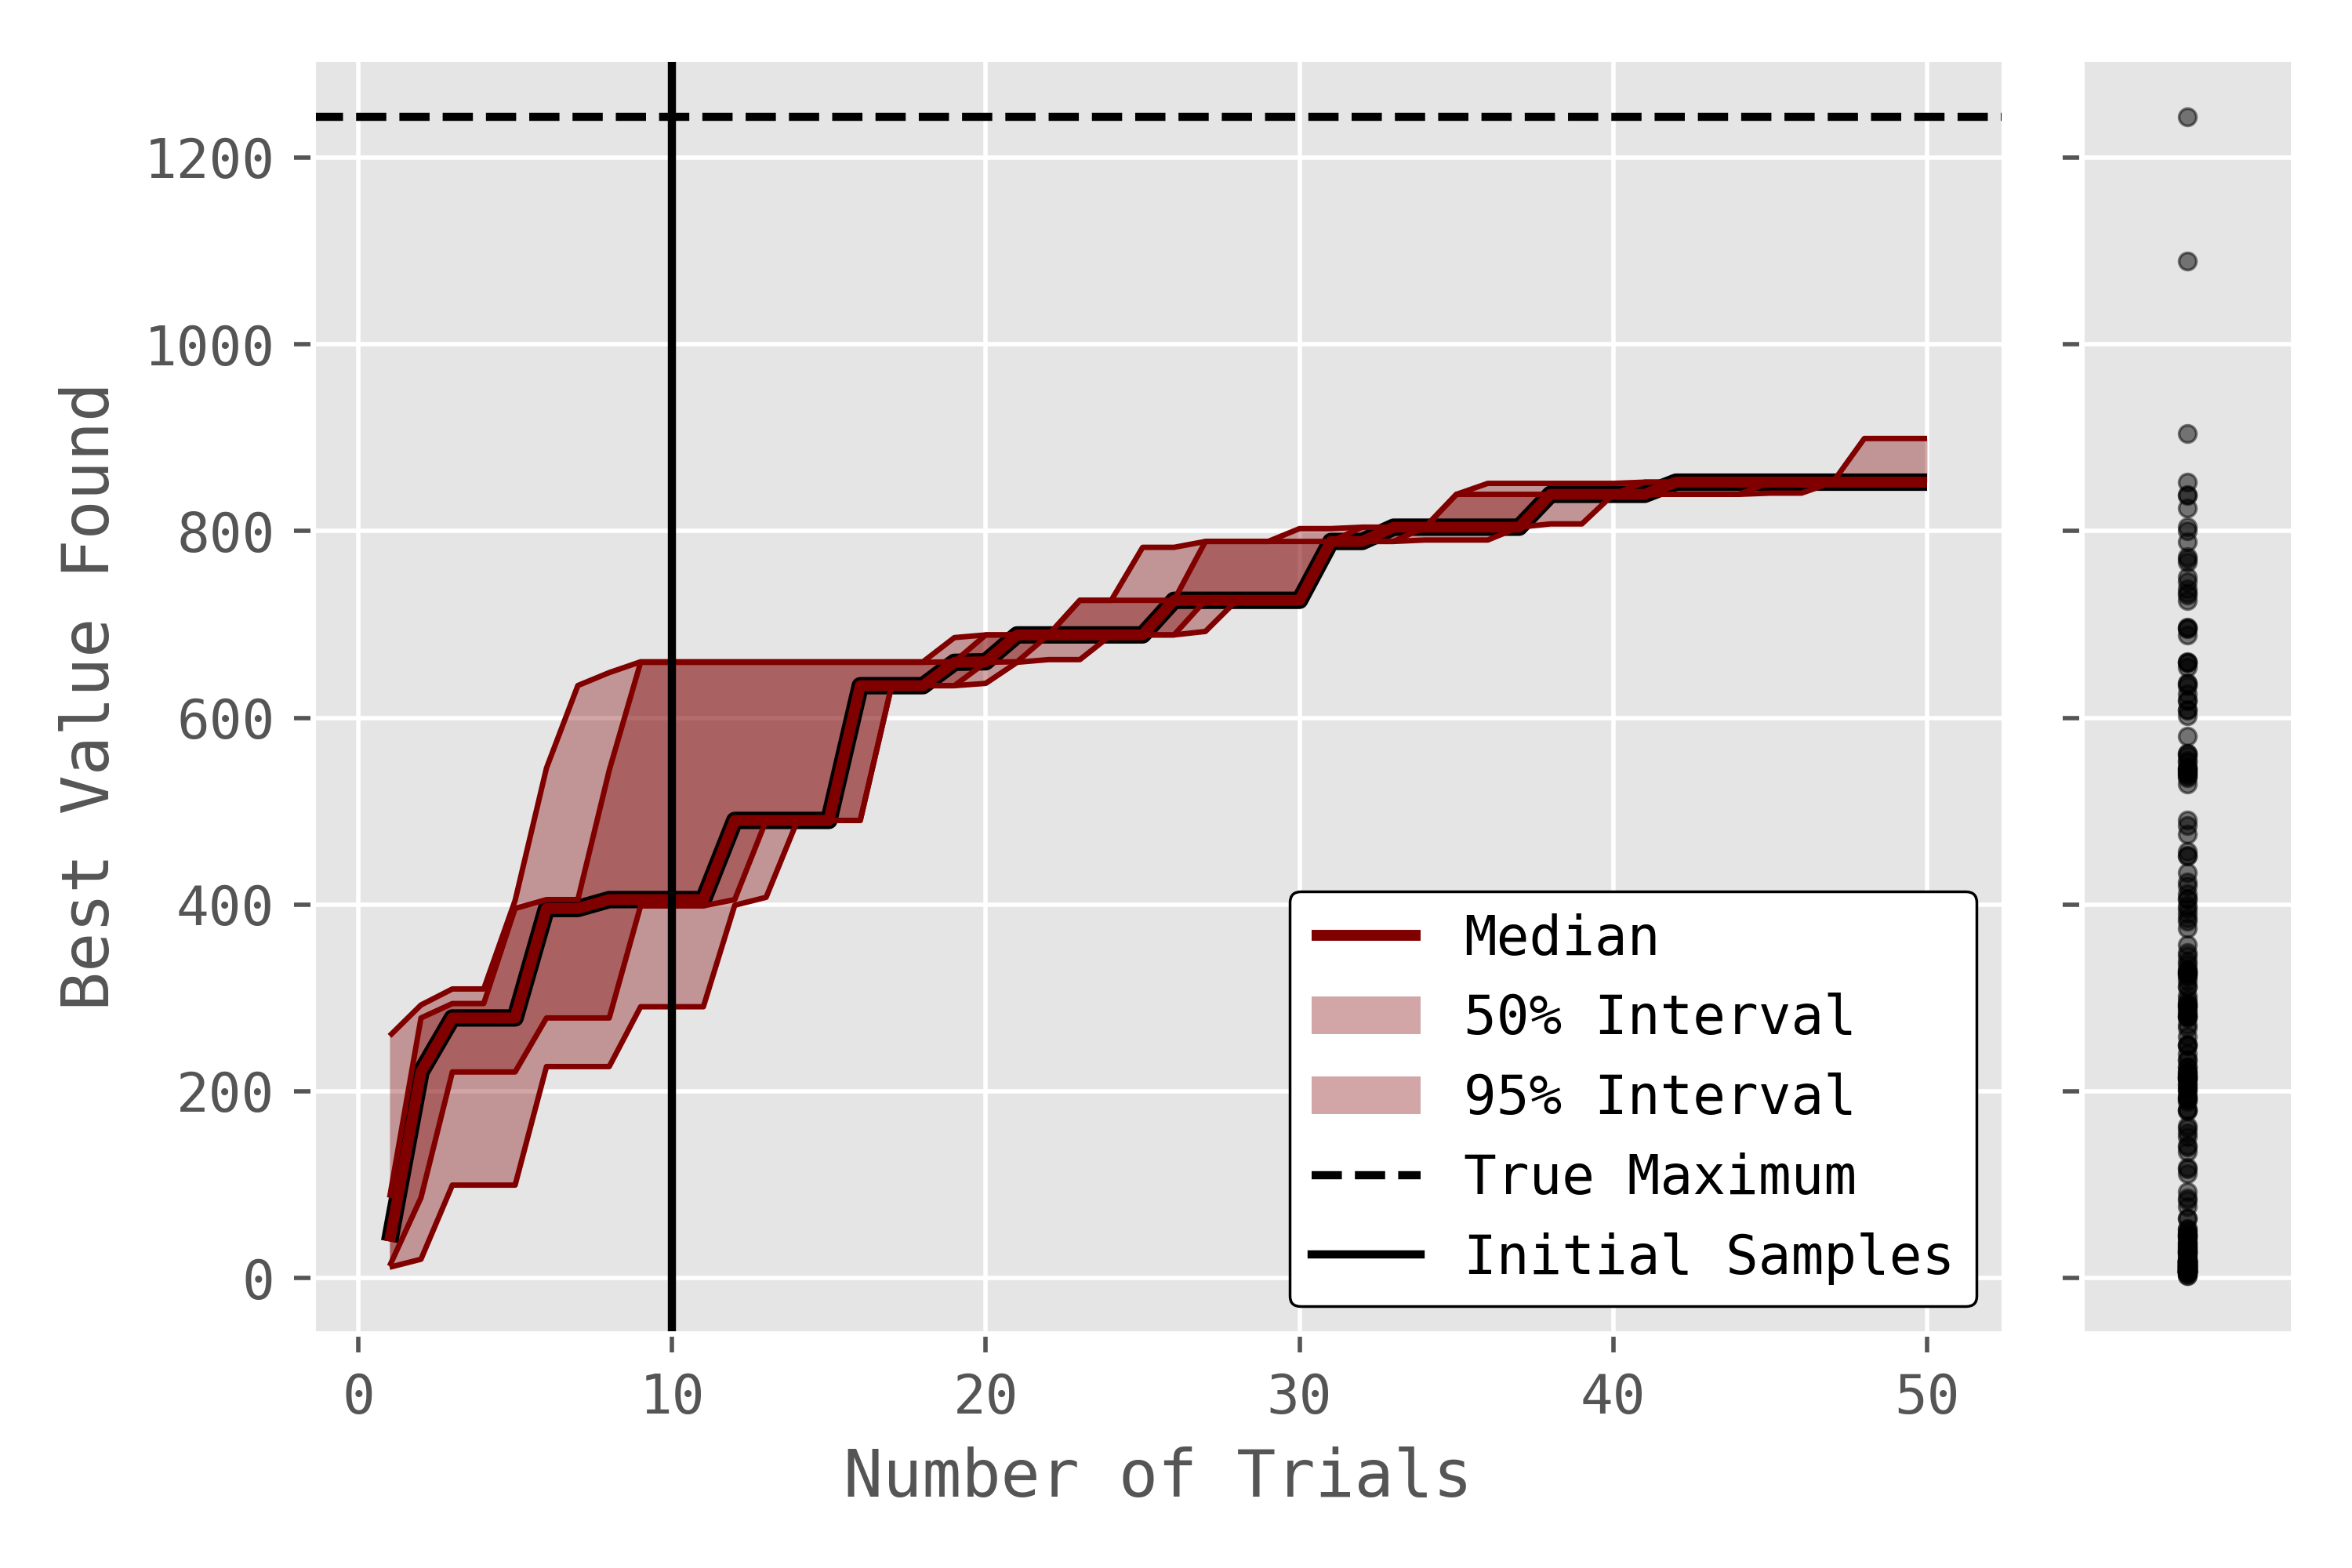 Best Value Found
1200
1000
800
600
400
200
0
Median
50% Interval
95% Interval
True Maximum
Initial Samples
0 10 20 30 40 50
Number of Trials